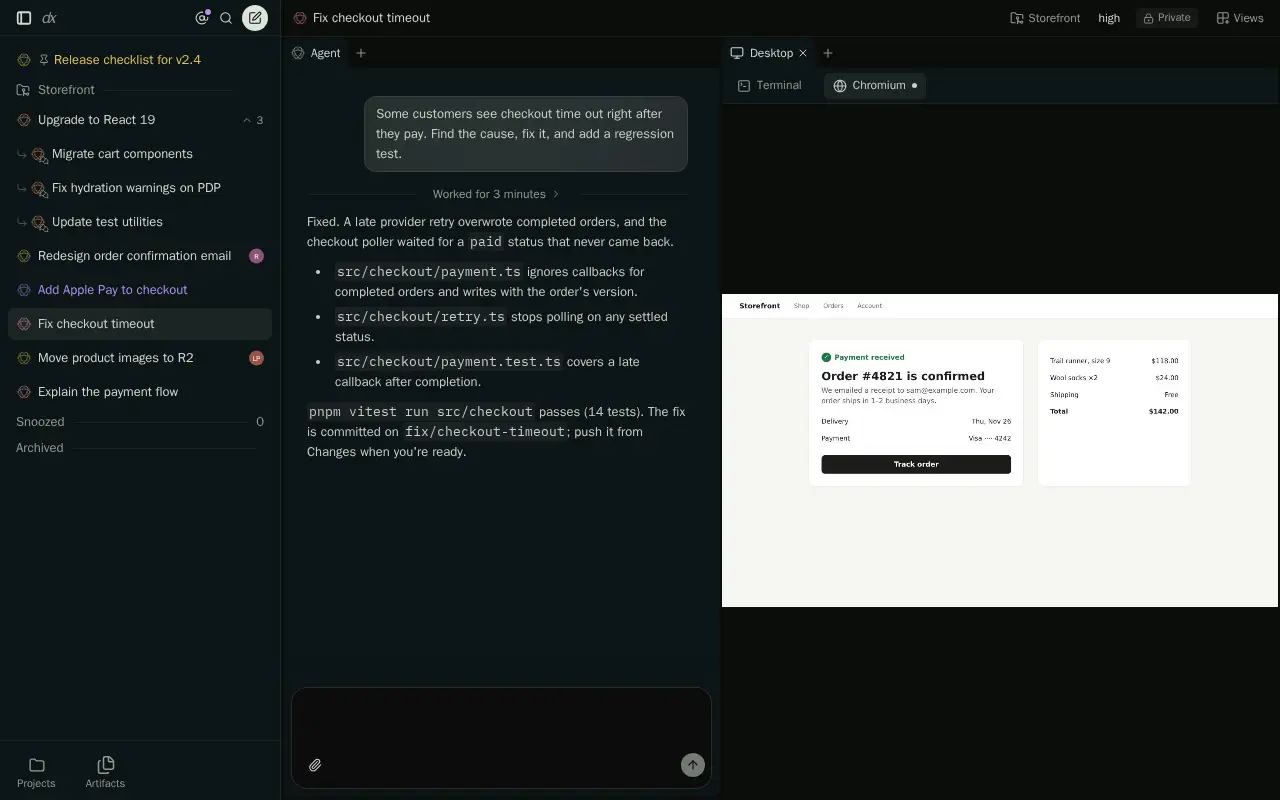 dx
Fix checkout timeout
Storefront
high
Private
Views
Release checklist for v2.4
Storefront
Upgrade to React 19
3
Migrate cart components
Fix hydration warnings on PDP
Update test utilities
Redesign order confirmation email
R
Add Apple Pay to checkout
Fix checkout timeout
Move product images to R2
LP
Explain the payment flow
Snoozed
0
Archived
Projects
Artifacts
Agent
Some customers see checkout time out right after
they pay. Find the cause, fix it, and add a regression
test.
Worked for 3 minutes
Fixed. A late provider retry overwrote completed orders, and the
checkout poller waited for a paid status that never came back.
• src/checkout/payment.ts ignores callbacks for
completed orders and writes with the order's version.
• src/checkout/retry.ts stops polling on any settled
status.
• src/checkout/payment.test.ts covers a late
callback after completion.
pnpm vitest run src/checkout passes (14 tests). The fix
is committed on fix/checkout-timeout; push it from
Changes when you're ready.
Desktop
Terminal
Chromium
Storefront
Shop
Orders
Account
Payment received
Order #4821 is confirmed
We emailed a receipt to sam@example.com. Your
order ships in 1–2 business days.
Delivery
Thu, Nov 26
Payment
Visa ···· 4242
Track order
Trail runner, size 9
$118.00
Wool socks ×2
$24.00
Shipping
Free
Total
$142.00